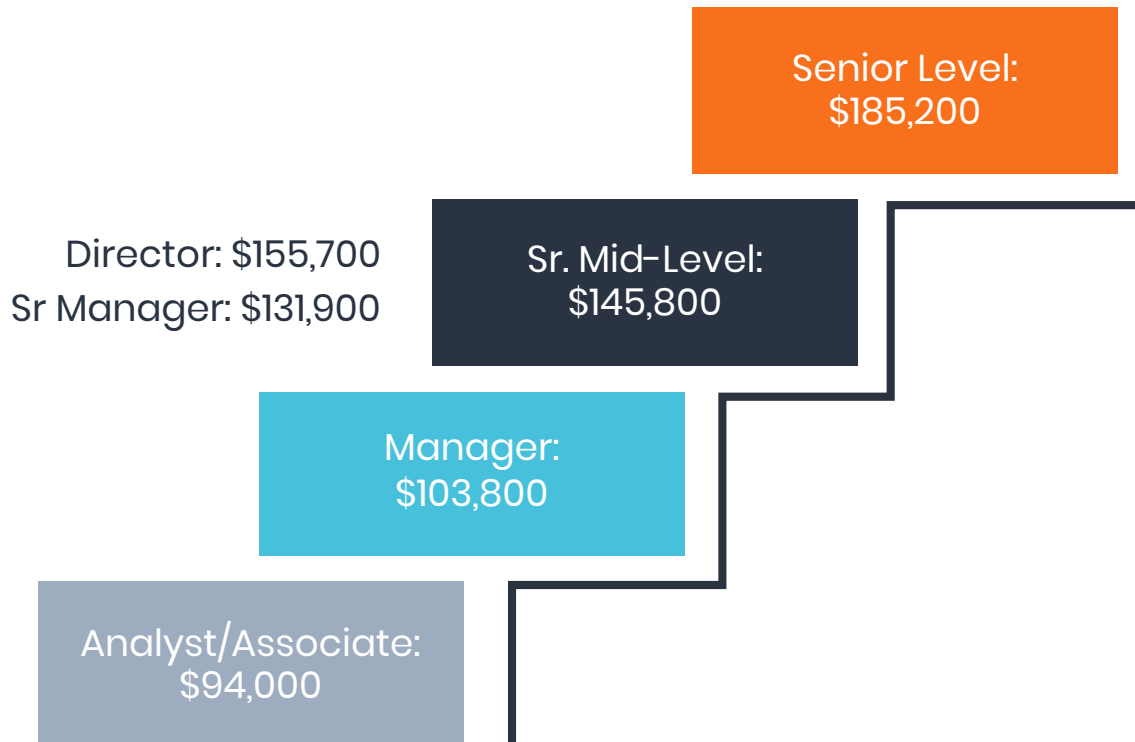 Senior Level:
$185,200
Director: $155,700
Sr Manager: $131,900
Sr. Mid-Level:
$145,800
Manager:
$103,800
Analyst/Associate:
$94,000